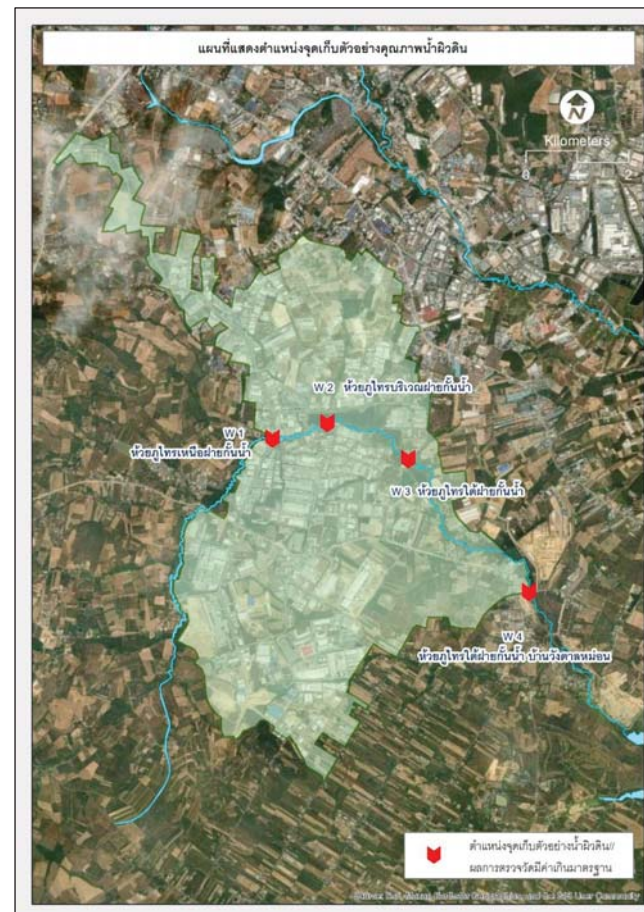 แผนที่แสดงตำแหน่งจุดเก็บตัวอย่างคุณภาพน้ำผิวดิน
N
Kilometers
W 2 ห้วยภูไทรบริเวณฝายกั้นน้ำ
W 1
ห้วยภูไทรเหนือฝายกั้นน้ำ
W 3 ห้วยภูไทรใต้ฝายกั้นน้ำ
W 4
ห้วยภูไทรใต้ฝายกั้นน้ำ บ้านวังตาลหม่อน
ตำแหน่งจุดเก็บตัวอย่างน้ำผิวดิน//
ผลการตรวจวัดมีค่าเกินมาตรฐาน